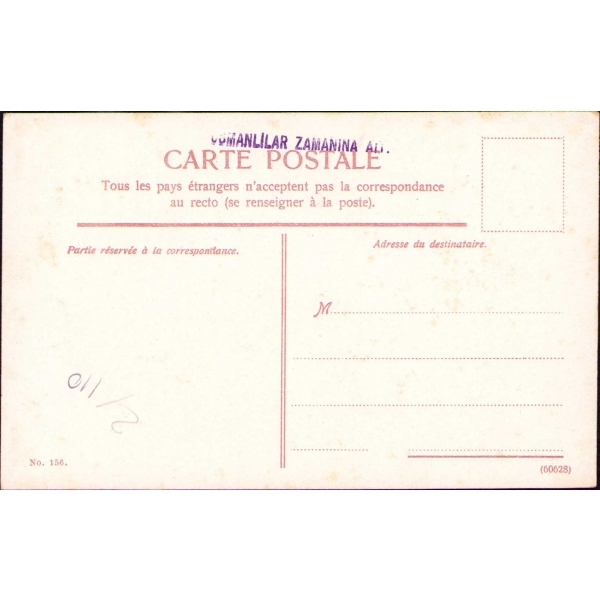 OSMANLILAR ZAMANINA AİT.
CARTE POSTALE
Tous les pays étrangers n'acceptent pas la correspondance
au recto (se renseigner à la poste).
Partie réservée à la correspondance.
Adresse du destinataire.
M
No. 156.
(60628)